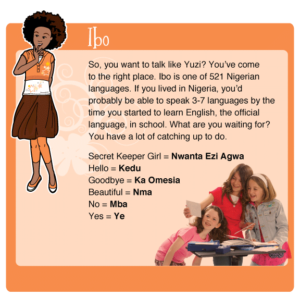 Ibo
So, you want to talk like Yuzi? You've come
to the right place. Ibo is one of 521 Nigerian
languages. If you lived in Nigeria, you'd
probably be able to speak 3-7 languages by the
time you started to learn English, the official
language, in school. What are you waiting for?
You have a lot of catching up to do.
Secret Keeper Girl = Nwanta Ezi Agwa
Hello = Kedu
Goodbye = Ka Omesia
Beautiful = Nma
No = Mba
Yes = Ye